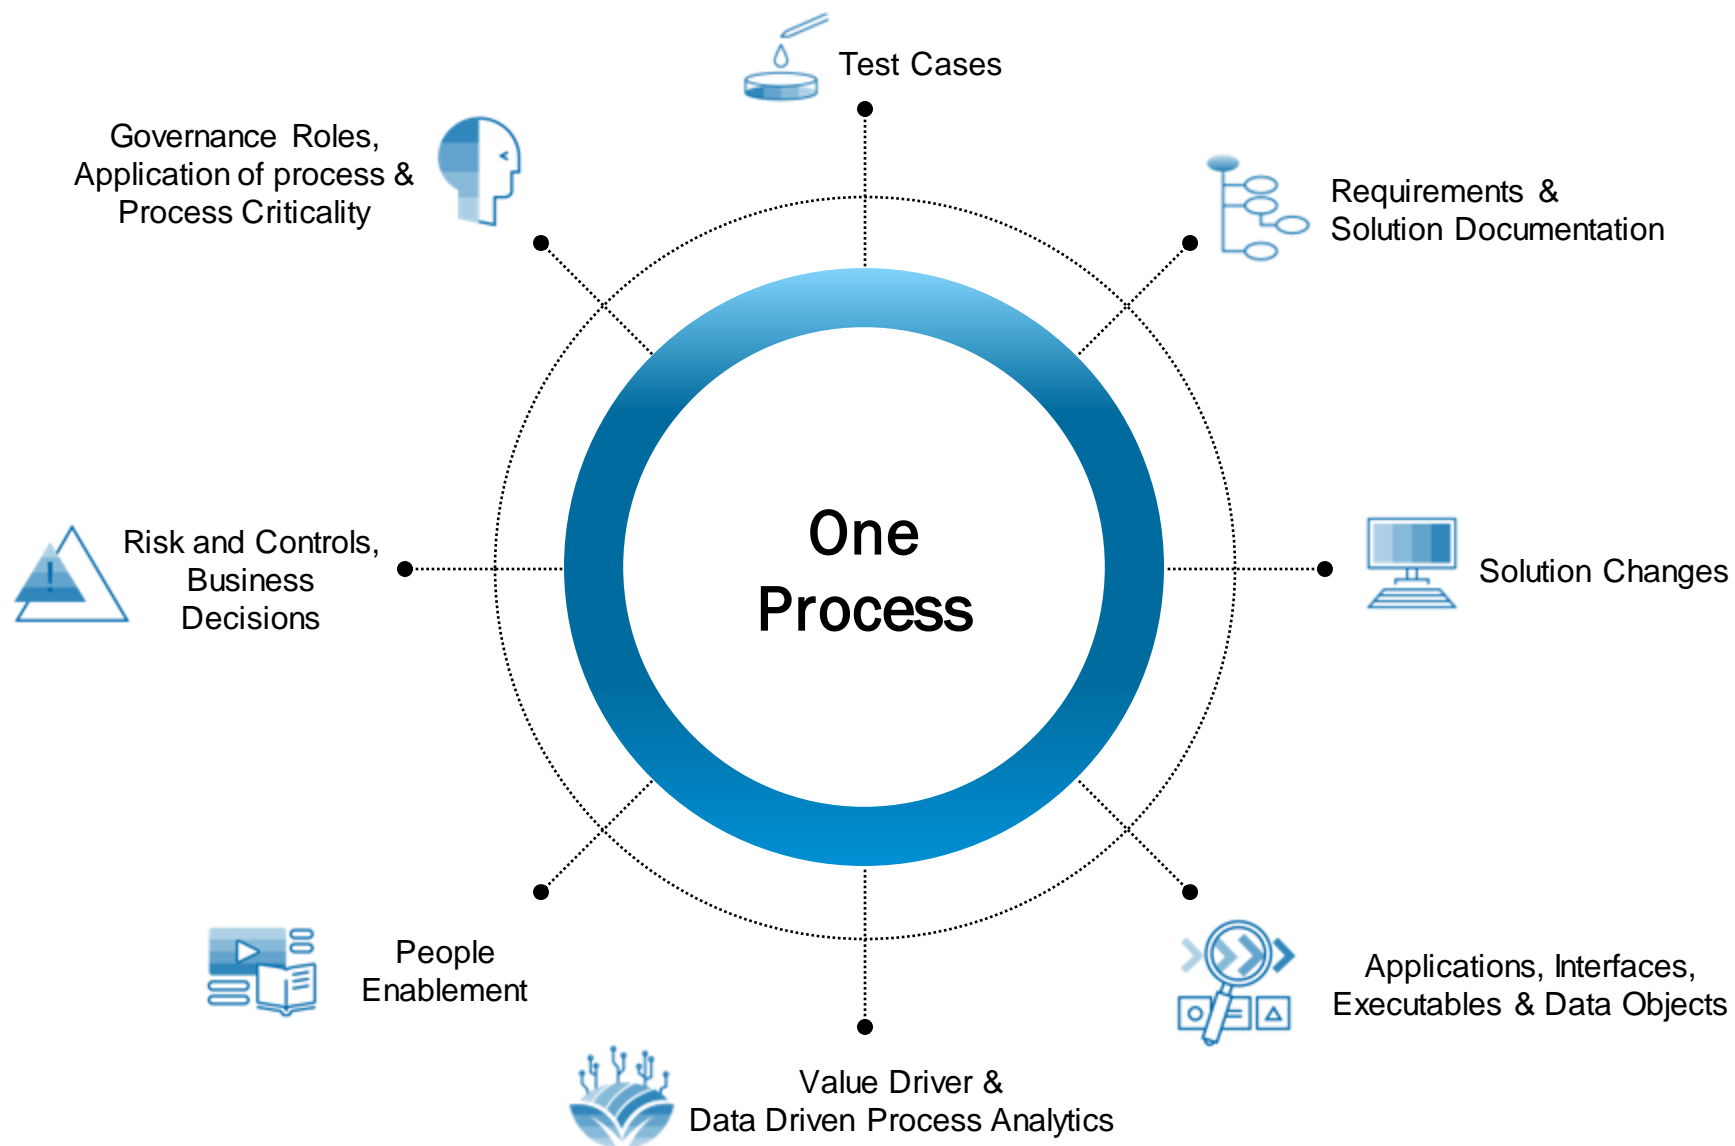 Test Cases
Governance Roles,
Application of process &
Process Criticality
Requirements &
Solution Documentation
Risk and Controls,
Business
Decisions
One
Process
Solution Changes
People
Enablement
Applications, Interfaces,
Executables & Data Objects
Value Driver &
Data Driven Process Analytics